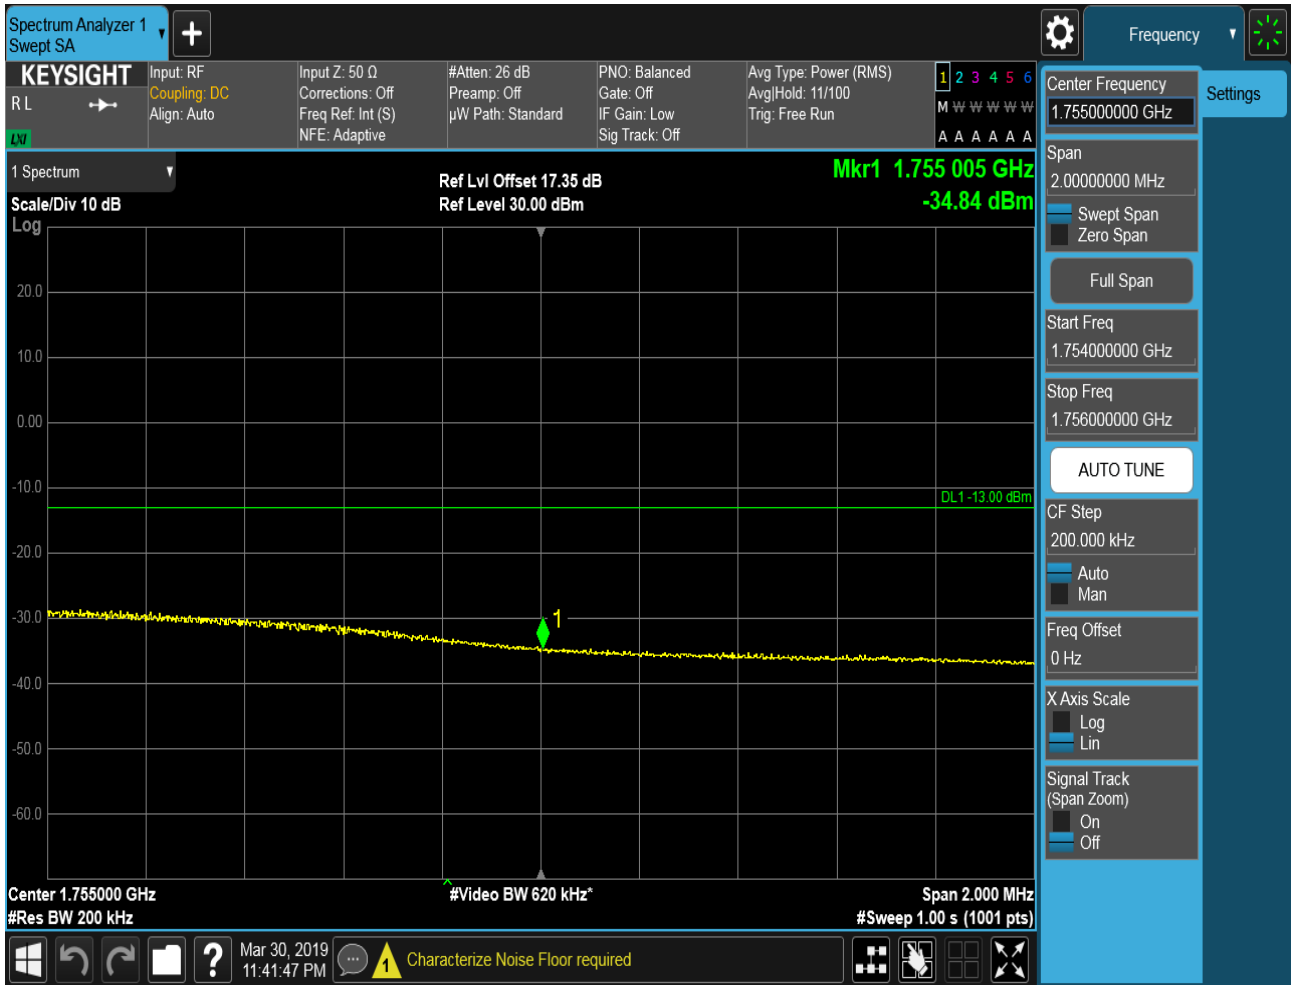 Spectrum Analyzer 1
Swept SA
Frequency
KEYSIGHT
R L
LXI
Input: RF
Coupling: DC
Align: Auto
Input Z: 50 Ω
Corrections: Off
Freq Ref: Int (S)
NFE: Adaptive
#Atten: 26 dB
Preamp: Off
µW Path: Standard
PNO: Balanced
Gate: Off
IF Gain: Low
Sig Track: Off
Avg Type: Power (RMS)
Avg|Hold: 11/100
Trig: Free Run
1 2 3 4 5 6
M W W W W W
A A A A A A
1 Spectrum
Scale/Div 10 dB
Log
Ref Lvl Offset 17.35 dB
Ref Level 30.00 dBm
Mkr1 1.755 005 GHz
-34.84 dBm
20.0
10.0
0.00
-10.0
DL1 -13.00 dBm
-20.0
-30.0
1
-40.0
-50.0
-60.0
Center 1.755000 GHz
#Video BW 620 kHz*
Span 2.000 MHz
#Res BW 200 kHz
#Sweep 1.00 s (1001 pts)
Mar 30, 2019
11:41:47 PM
?
1
Characterize Noise Floor required
Center Frequency
1.755000000 GHz
Settings
Span
2.00000000 MHz
Swept Span
Zero Span
Full Span
Start Freq
1.754000000 GHz
Stop Freq
1.756000000 GHz
AUTO TUNE
CF Step
200.000 kHz
Auto
Man
Freq Offset
0 Hz
X Axis Scale
Log
Lin
Signal Track
(Span Zoom)
On
Off